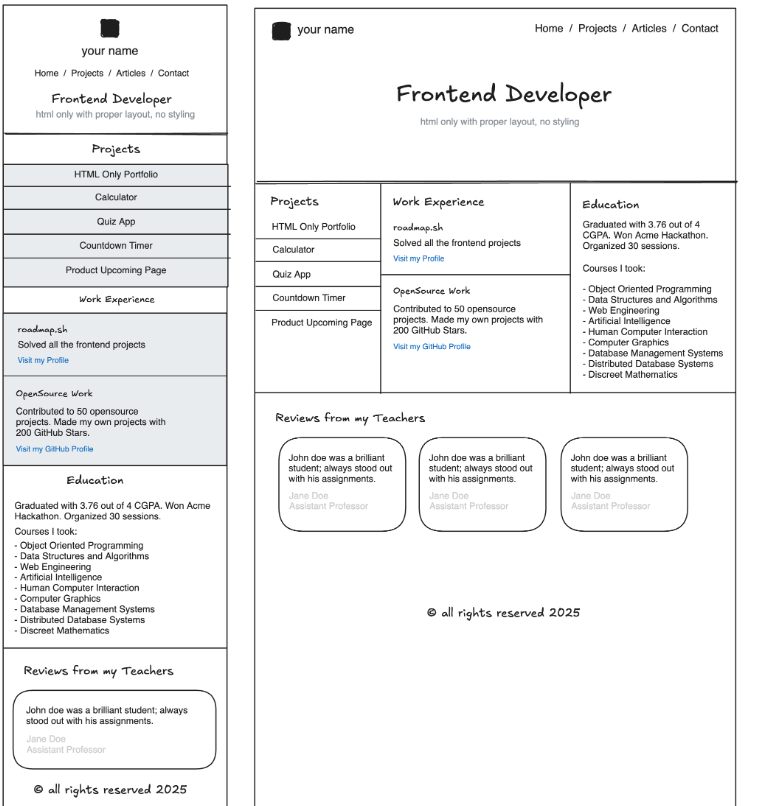 your name
Home / Projects / Articles / Contact
Frontend Developer
html only with proper layout, no styling
Projects
HTML Only Portfolio
Calculator
Quiz App
Countdown Timer
Product Upcoming Page
Work Experience
roadmap.sh
Solved all the frontend projects
Visit my Profile
OpenSource Work
Contributed to 50 opensource
projects. Made my own projects with
200 GitHub Stars.
Visit my GitHub Profile
Education
Graduated with 3.76 out of 4 CGPA. Won Acme
Hackathon. Organized 30 sessions.
Courses I took:
- Object Oriented Programming
- Data Structures and Algorithms
- Web Engineering
- Artificial Intelligence
- Human Computer Interaction
- Computer Graphics
- Database Management Systems
- Distributed Database Systems
- Discreet Mathematics
Reviews from my Teachers
John doe was a brilliant student; always
stood out with his assignments.
Jane Doe
Assistant Professor
© all rights reserved 2025
your name
Home / Projects / Articles / Contact
Frontend Developer
html only with proper layout, no styling
Projects
HTML Only Portfolio
Calculator
Quiz App
Countdown Timer
Product Upcoming Page
Work Experience
roadmap.sh
Solved all the frontend projects
Visit my Profile
OpenSource Work
Contributed to 50 opensource
projects. Made my own projects with
200 GitHub Stars.
Visit my GitHub Profile
Education
Graduated with 3.76 out of 4
CGPA. Won Acme Hackathon.
Organized 30 sessions.
Courses I took:
- Object Oriented Programming
- Data Structures and Algorithms
- Web Engineering
- Artificial Intelligence
- Human Computer Interaction
- Computer Graphics
- Database Management Systems
- Distributed Database Systems
- Discreet Mathematics
Reviews from my Teachers
John doe was a brilliant
student; always stood out
with his assignments.
Jane Doe
Assistant Professor
John doe was a brilliant
student; always stood out
with his assignments.
Jane Doe
Assistant Professor
John doe was a brilliant
student; always stood out
with his assignments.
Jane Doe
Assistant Professor
© all rights reserved 2025